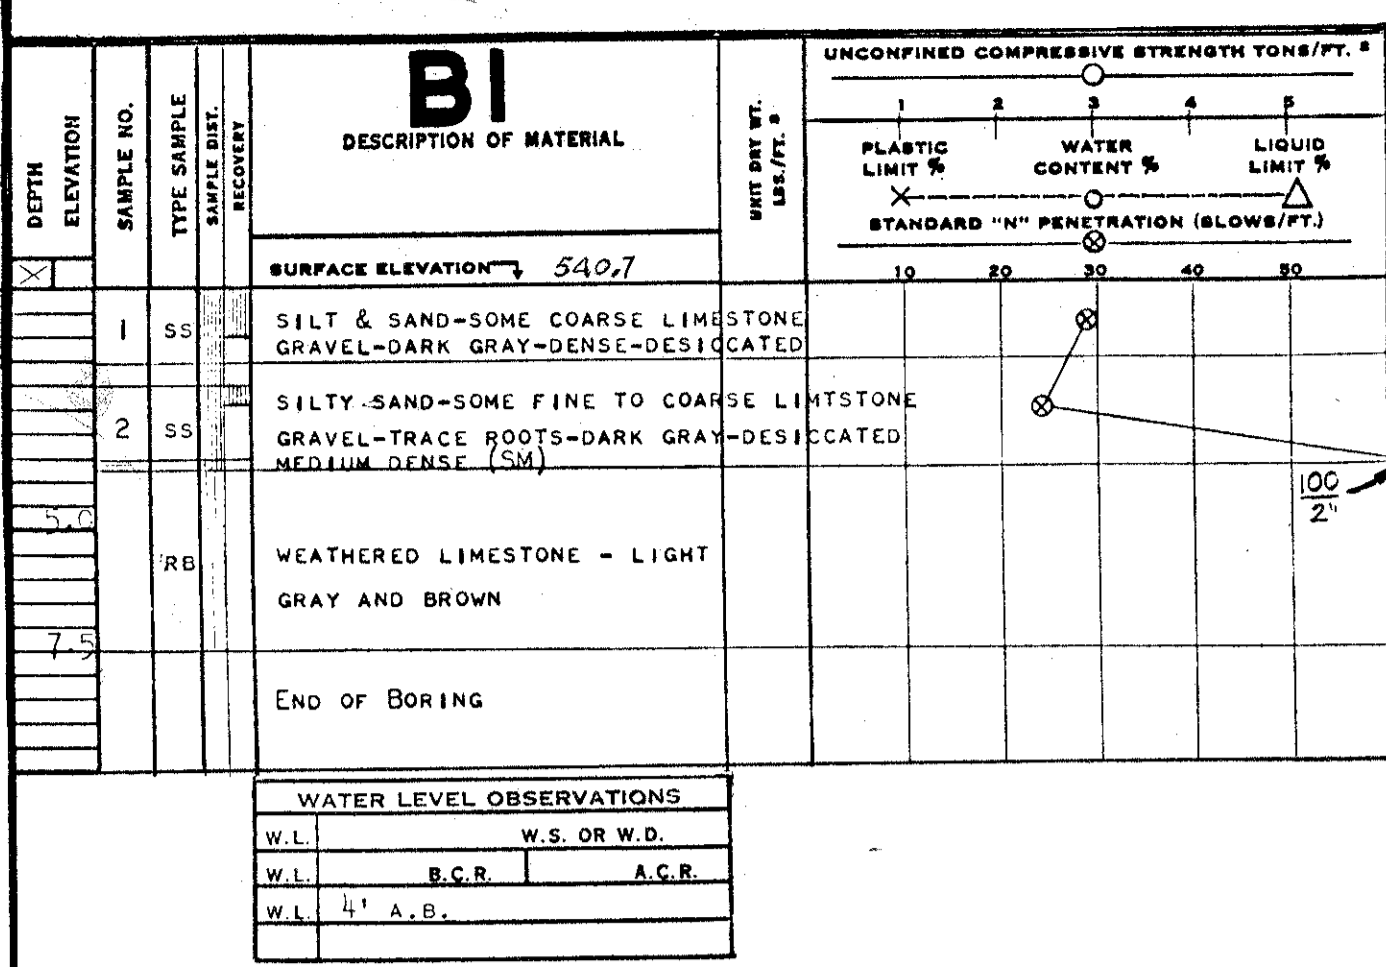 B1
DESCRIPTION OF MATERIAL
DEPTH
ELEVATION
SAMPLE NO.
TYPE SAMPLE
SAMPLE DIST.
RECOVERY
UNIT DRY WT.
LBS./FT. 3
UNCONFINED COMPRESSIVE STRENGTH TONS/FT. 2
1 2 3 4 5
PLASTIC LIMIT %
WATER CONTENT %
LIQUID LIMIT %
STANDARD "N" PENETRATION (BLOWS/FT.)
10 20 30 40 50
SURFACE ELEVATION 540.7
1 SS SILT & SAND-SOME COARSE LIMESTONE
GRAVEL-DARK GRAY-DENSE-DESICCATED
SILTY SAND-SOME FINE TO COARSE LIMTSTONE
2 SS GRAVEL-TRACE ROOTS-DARK GRAY-DESICCATED
MEDIUM DENSE (SM)
100
2"
5.0
RB WEATHERED LIMESTONE - LIGHT
GRAY AND BROWN
7.5
END OF BORING
WATER LEVEL OBSERVATIONS
W.L. W.S. OR W.D.
W.L. B.C.R. A.C.R.
W.L. 4' A.B.